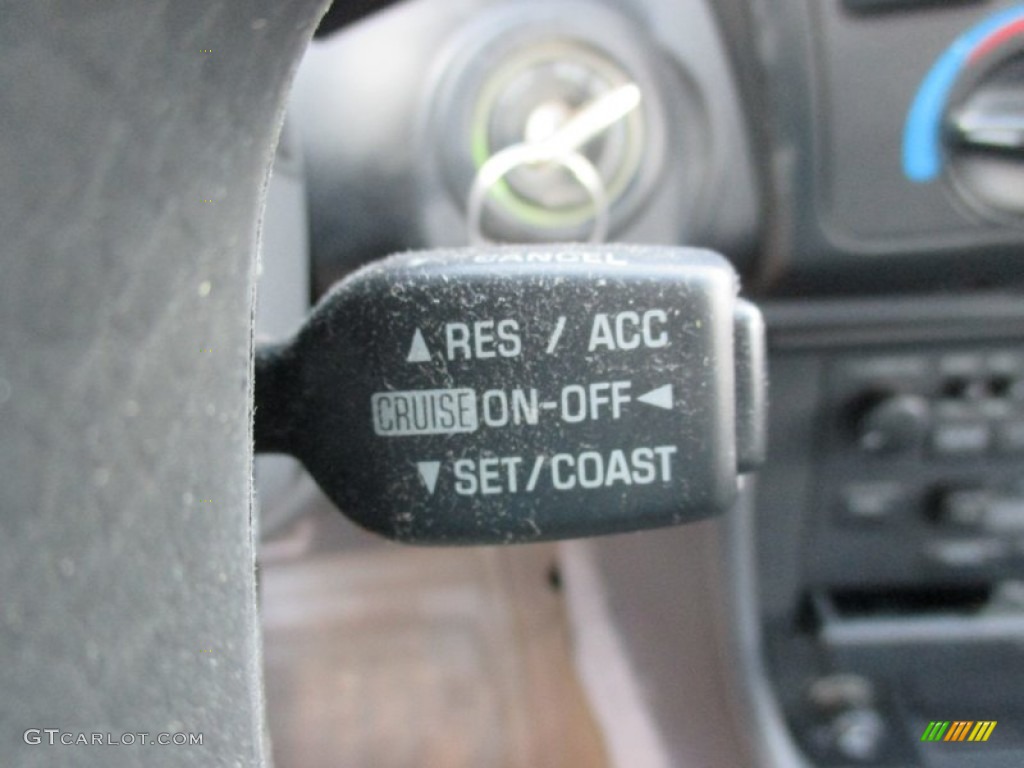 CANCEL
▲ RES / ACC
CRUISE ON-OFF ◀
▼ SET/COAST
GTCARLOT.COM